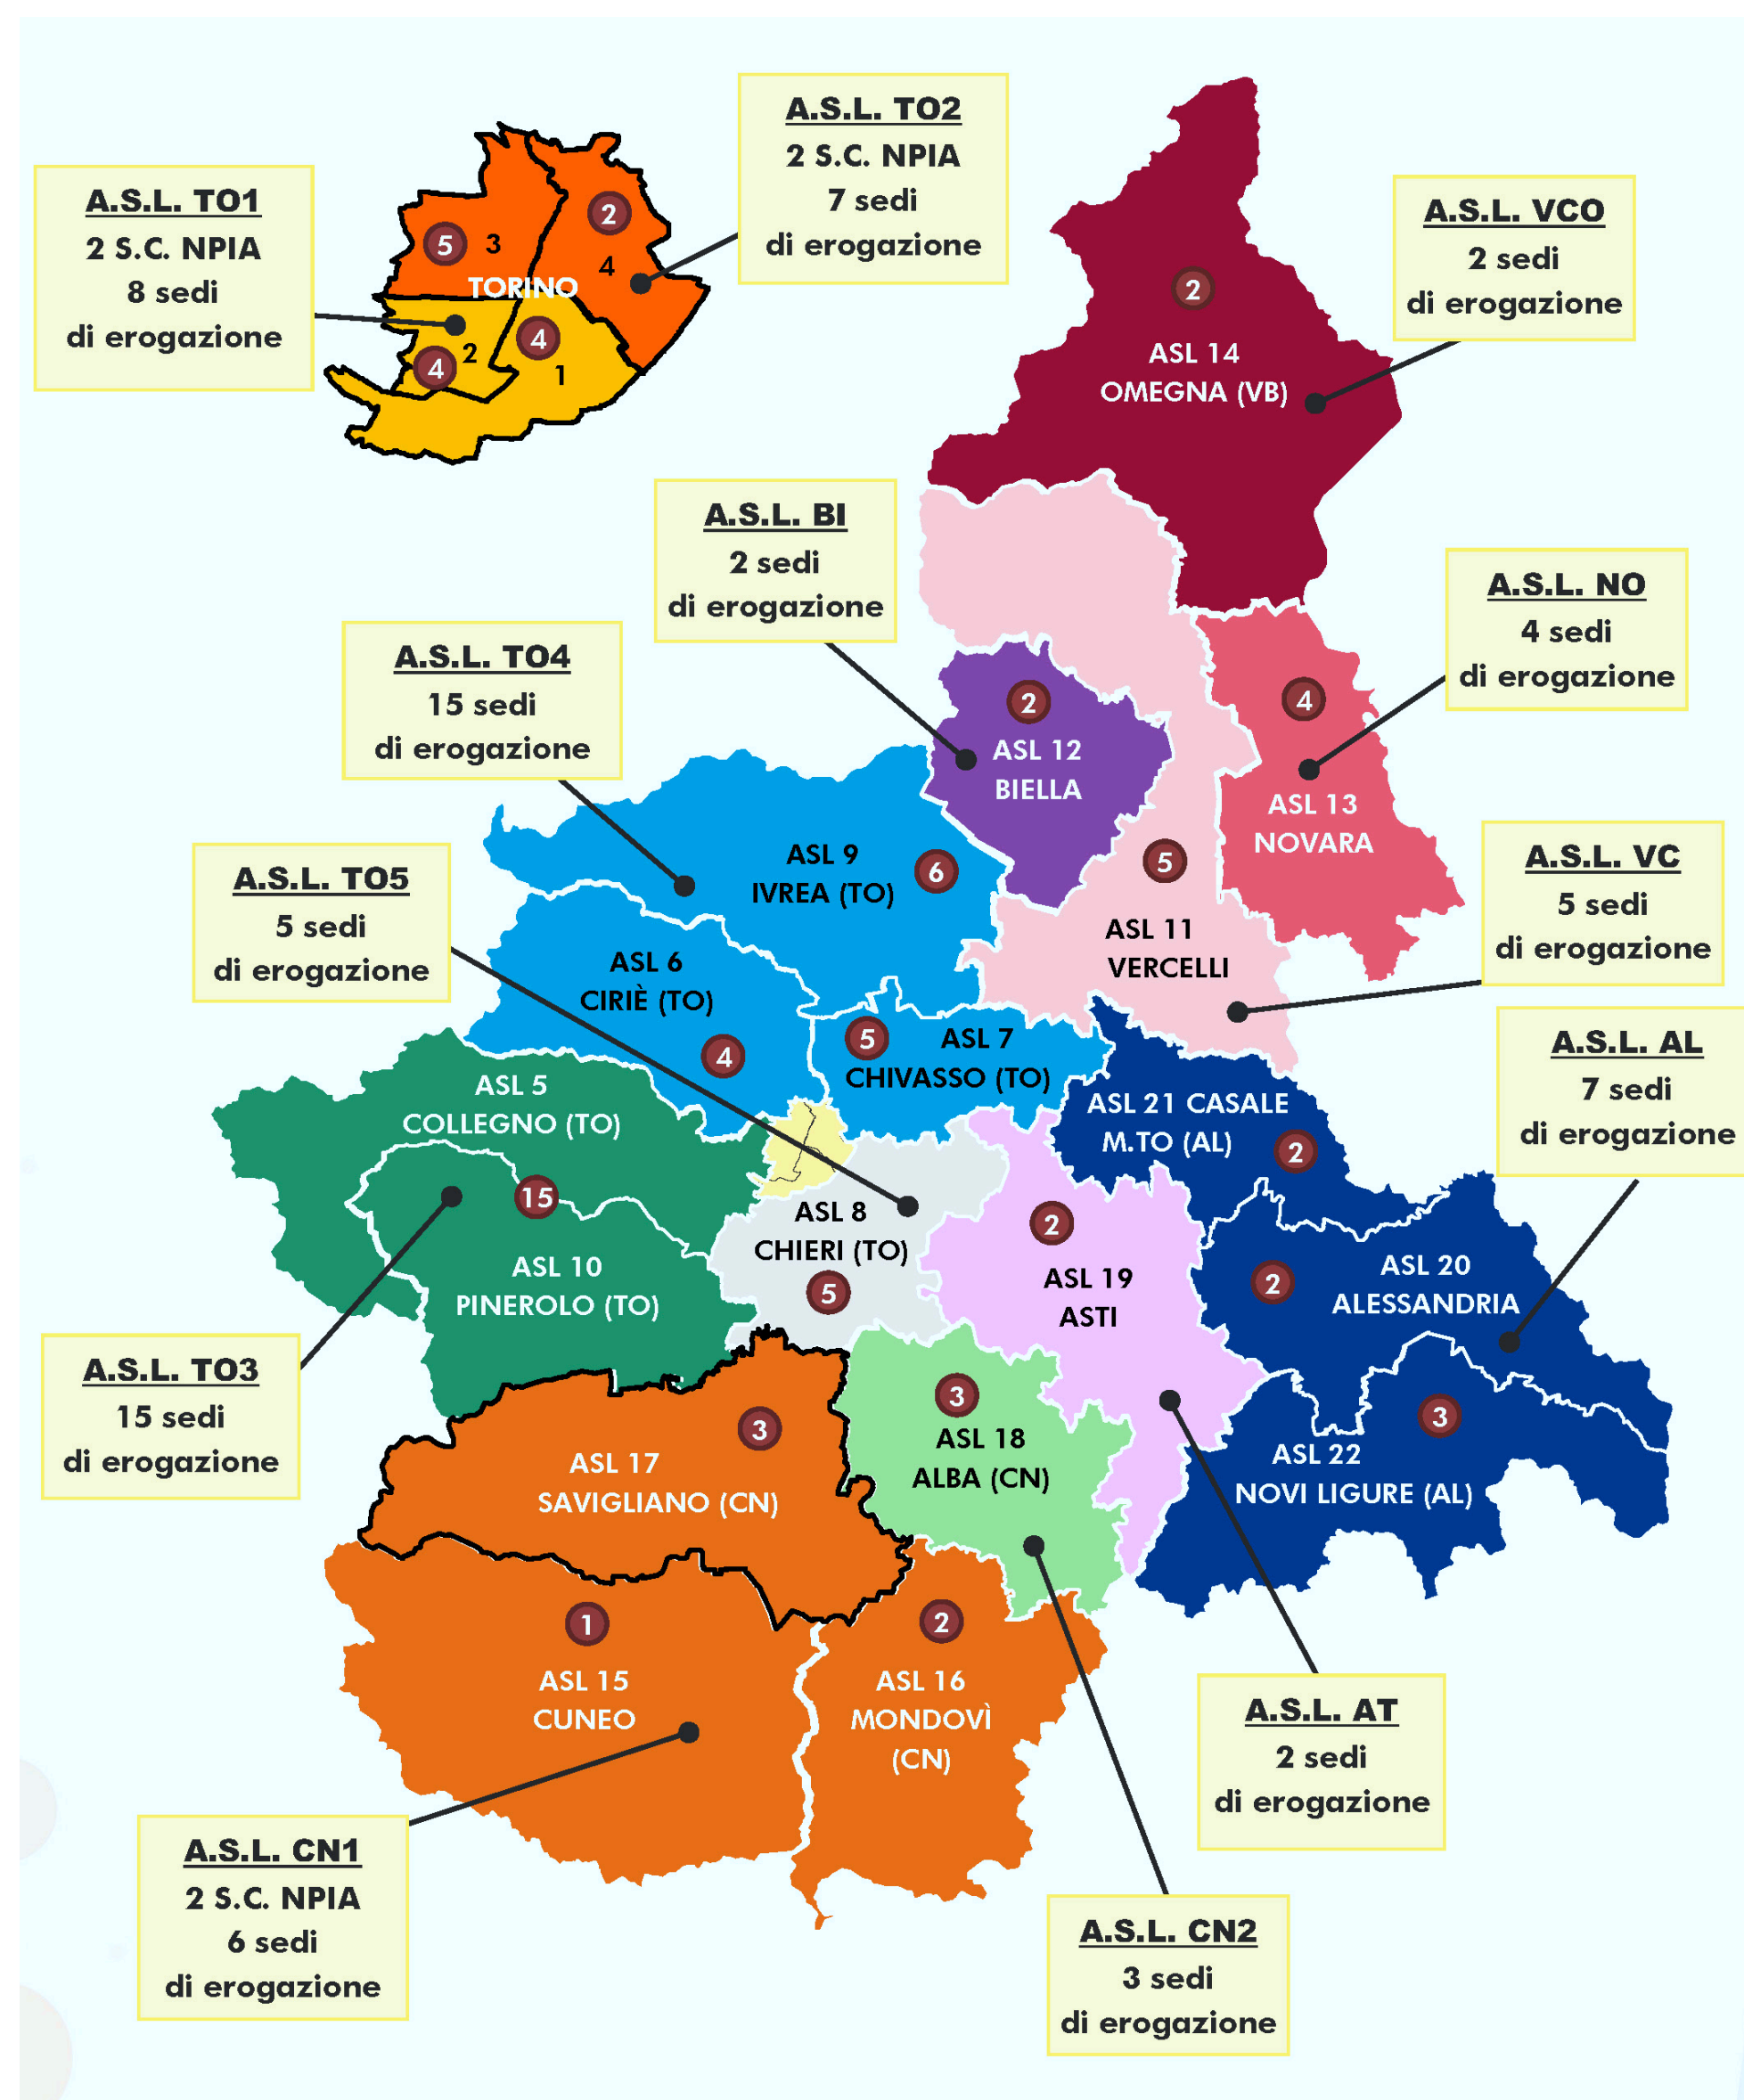 A.S.L. TO1
2 S.C. NPIA
8 sedi
di erogazione
A.S.L. TO2
2 S.C. NPIA
7 sedi
di erogazione
2
5
3
4
TORINO
4
2
4
1
A.S.L. VCO
2 sedi
di erogazione
2
ASL 14
OMEGNA (VB)
A.S.L. BI
2 sedi
di erogazione
A.S.L. NO
4 sedi
di erogazione
A.S.L. TO4
15 sedi
di erogazione
2
ASL 12
BIELLA
4
ASL 13
NOVARA
A.S.L. TO5
5 sedi
di erogazione
ASL 9
IVREA (TO)
6
5
ASL 11
VERCELLI
A.S.L. VC
5 sedi
di erogazione
ASL 6
CIRIÈ (TO)
4
5
ASL 7
CHIVASSO (TO)
A.S.L. AL
7 sedi
di erogazione
ASL 5
COLLEGNO (TO)
ASL 21 CASALE
M.TO (AL)
2
15
ASL 10
PINEROLO (TO)
ASL 8
CHIERI (TO)
5
2
ASL 19
ASTI
2
ASL 20
ALESSANDRIA
A.S.L. TO3
15 sedi
di erogazione
3
ASL 17
SAVIGLIANO (CN)
3
ASL 18
ALBA (CN)
3
ASL 22
NOVI LIGURE (AL)
1
ASL 15
CUNEO
2
ASL 16
MONDOVÌ
(CN)
A.S.L. AT
2 sedi
di erogazione
A.S.L. CN1
2 S.C. NPIA
6 sedi
di erogazione
A.S.L. CN2
3 sedi
di erogazione